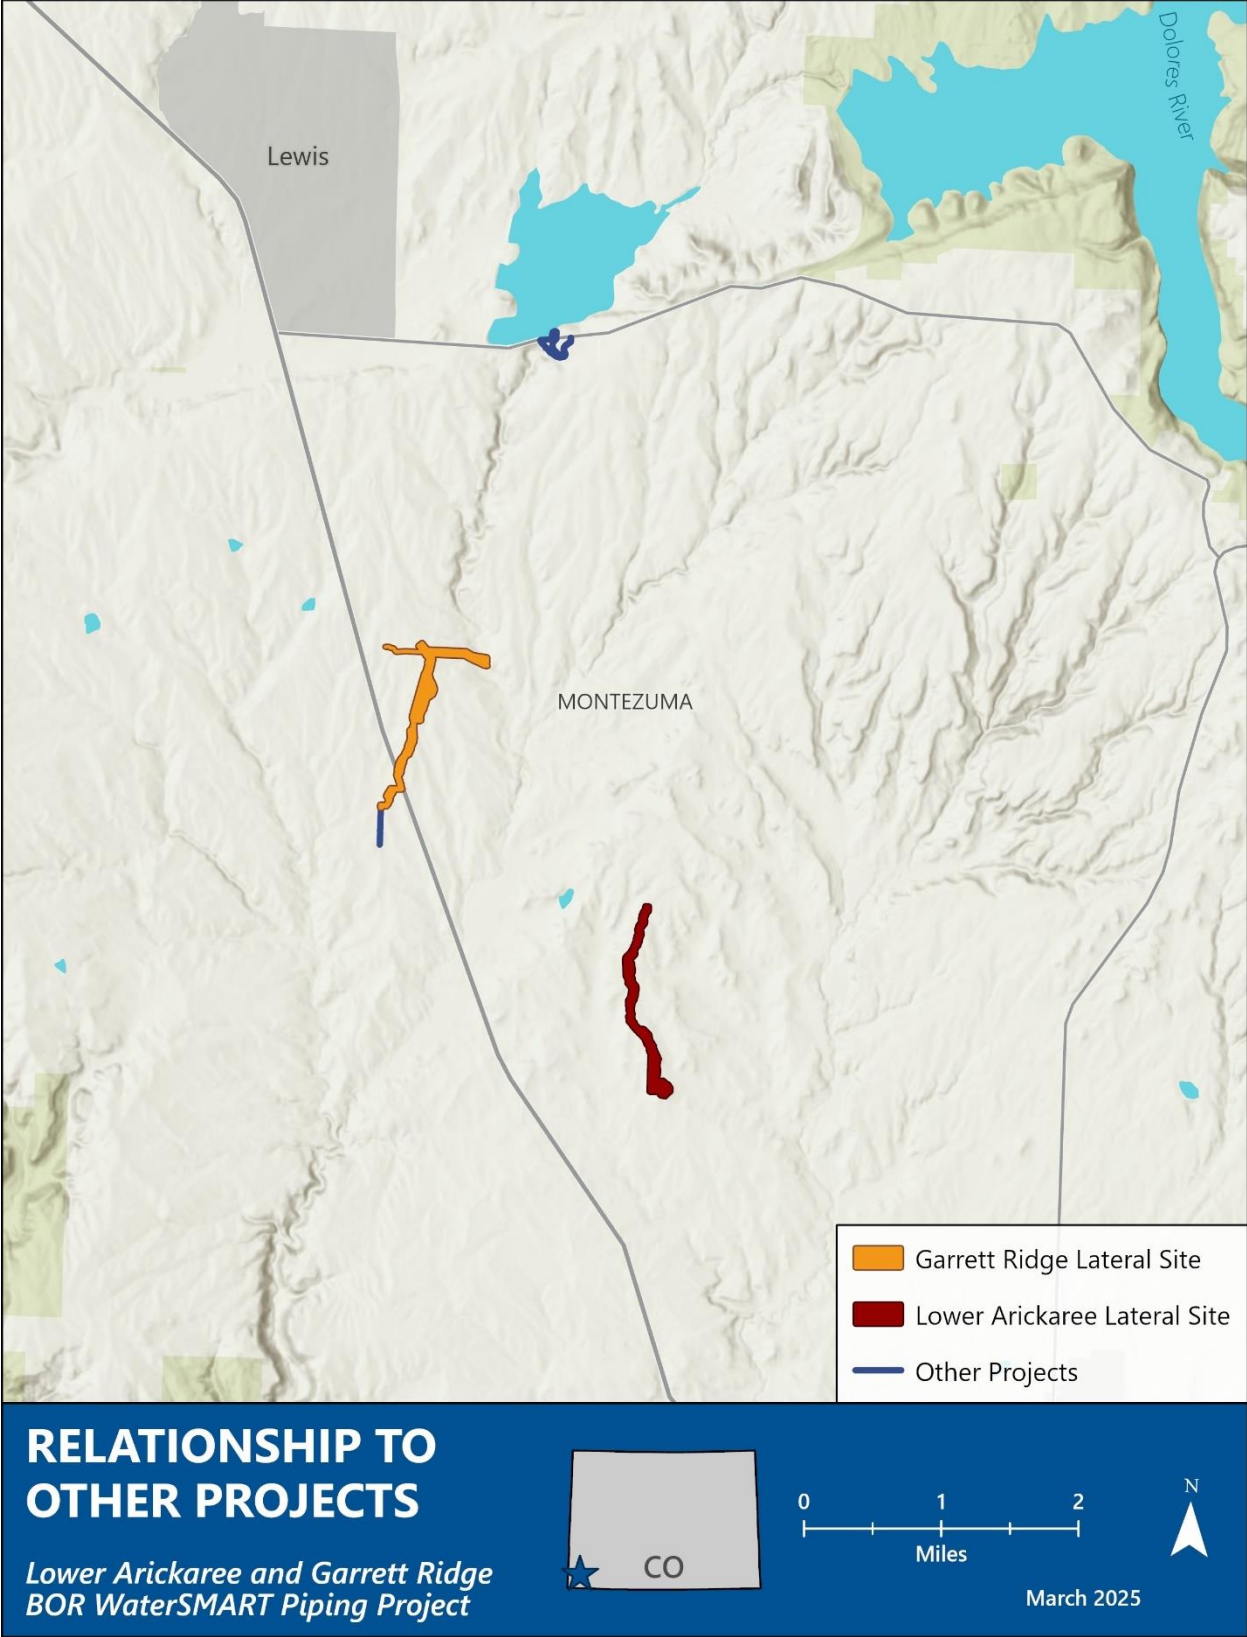 Dolores River
Lewis
MONTEZUMA
Garrett Ridge Lateral Site
Lower Arickaree Lateral Site
Other Projects
RELATIONSHIP TO
OTHER PROJECTS
Lower Arickaree and Garrett Ridge
BOR WaterSMART Piping Project
CO
0 1 2
Miles
N
March 2025